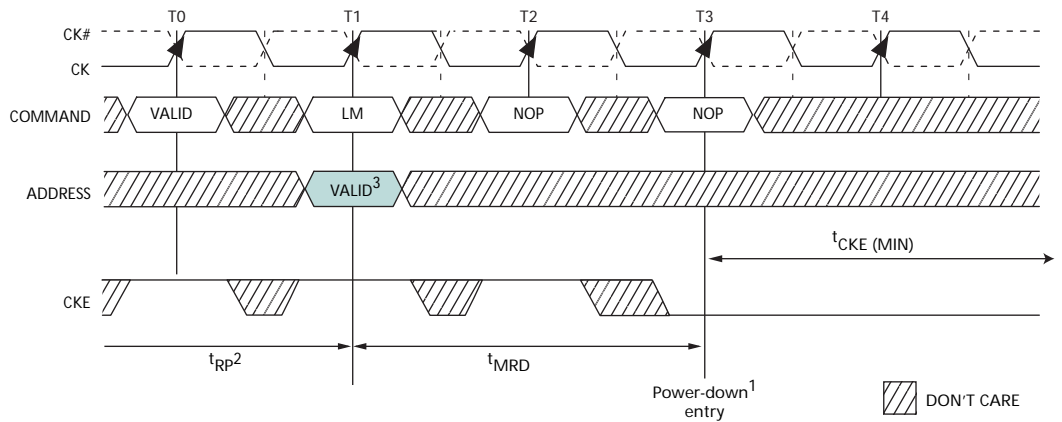 T0 T1 T2 T3 T4
CK#
CK
COMMAND VALID LM NOP NOP
ADDRESS VALID3
tCKE (MIN)
CKE
tRP2 tMRD
Power-down1
entry
DON'T CARE